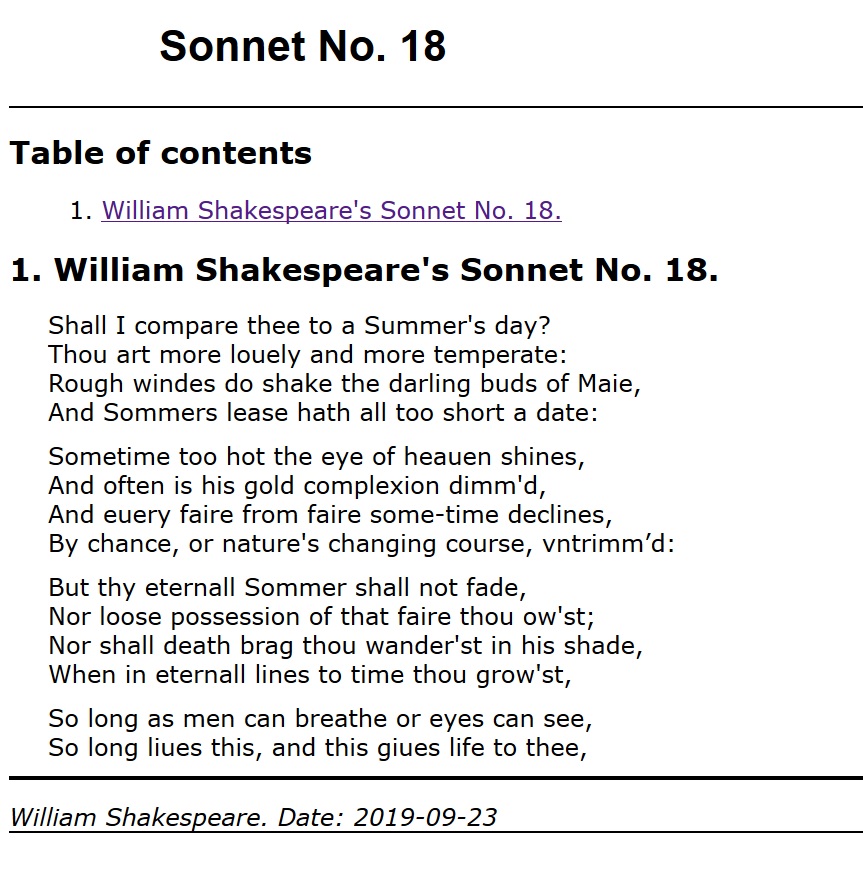 Sonnet No. 18
Table of contents
1. William Shakespeare's Sonnet No. 18.
1. William Shakespeare's Sonnet No. 18.
Shall I compare thee to a Summer's day?
Thou art more louely and more temperate:
Rough windes do shake the darling buds of Maie,
And Sommers lease hath all too short a date:
Sometime too hot the eye of heauen shines,
And often is his gold complexion dimm'd,
And euery faire from faire some-time declines,
By chance, or nature's changing course, vntrimm’d:
But thy eternall Sommer shall not fade,
Nor loose possession of that faire thou ow'st;
Nor shall death brag thou wander'st in his shade,
When in eternall lines to time thou grow'st,
So long as men can breathe or eyes can see,
So long liues this, and this giues life to thee,
William Shakespeare. Date: 2019-09-23